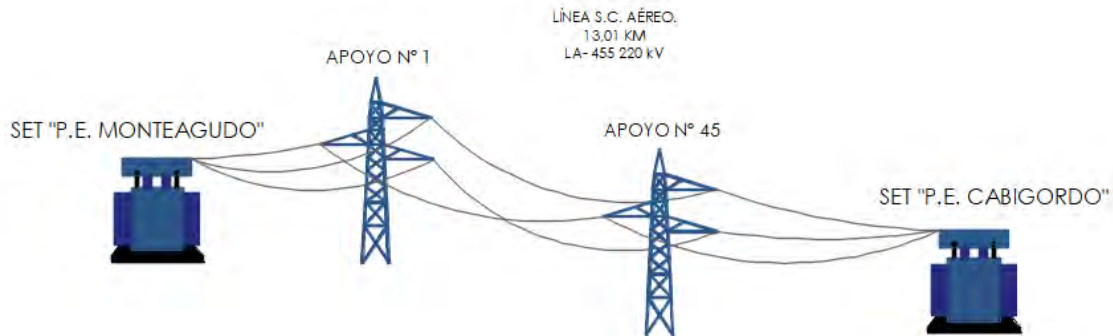 LÍNEA S.C. AÉREO.
13,01 KM
LA- 455 220 kV
APOYO Nº 1
SET "P.E. MONTEAGUDO"
APOYO Nº 45
SET "P.E. CABIGORDO"